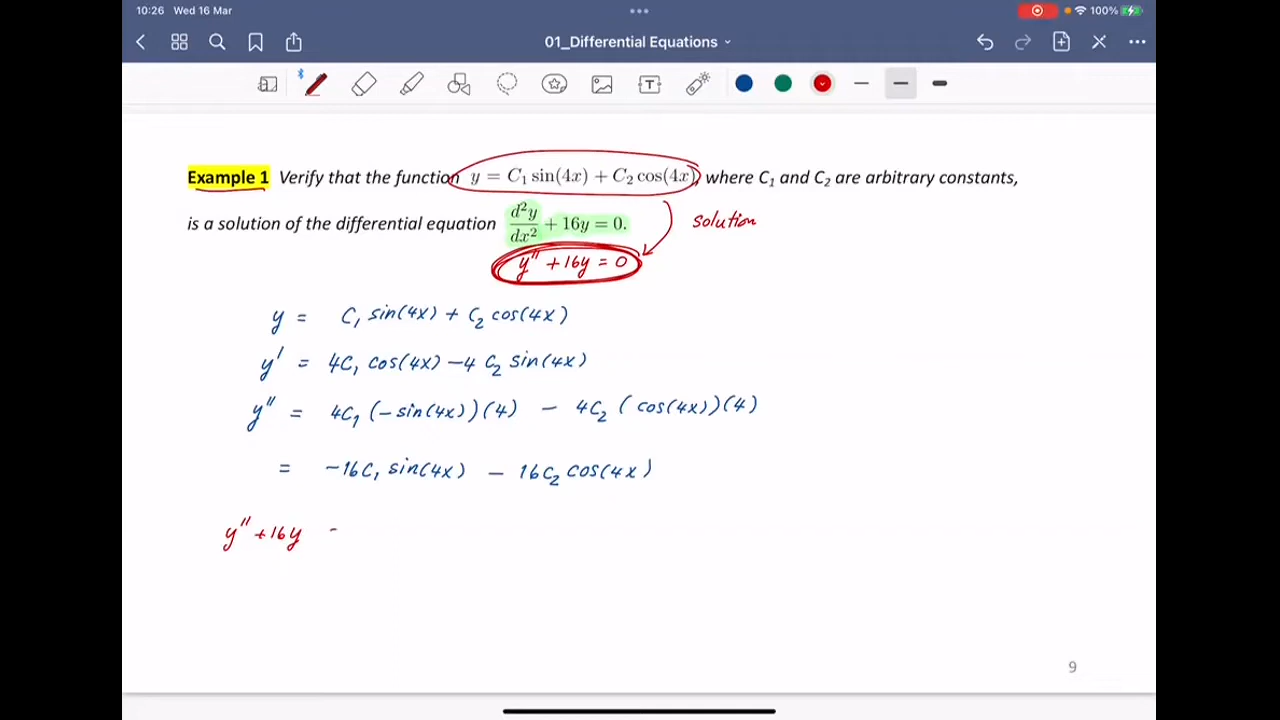 10:26 Wed 16 Mar
100%
01_Differential Equations
T
Example 1 Verify that the function y = C₁ sin(4x) + C₂ cos(4x), where C₁ and C₂ are arbitrary constants,
is a solution of the differential equation d²y/dx² + 16y = 0.
solution
y'' + 16y = 0
y = C₁ sin(4x) + C₂ cos(4x)
y' = 4C₁ cos(4x) − 4 C₂ sin(4x)
y'' = 4C₁ (− sin(4x))(4) − 4C₂ (cos(4x))(4)
= −16C₁ sin(4x) − 16C₂ cos(4x)
y'' + 16y -
9